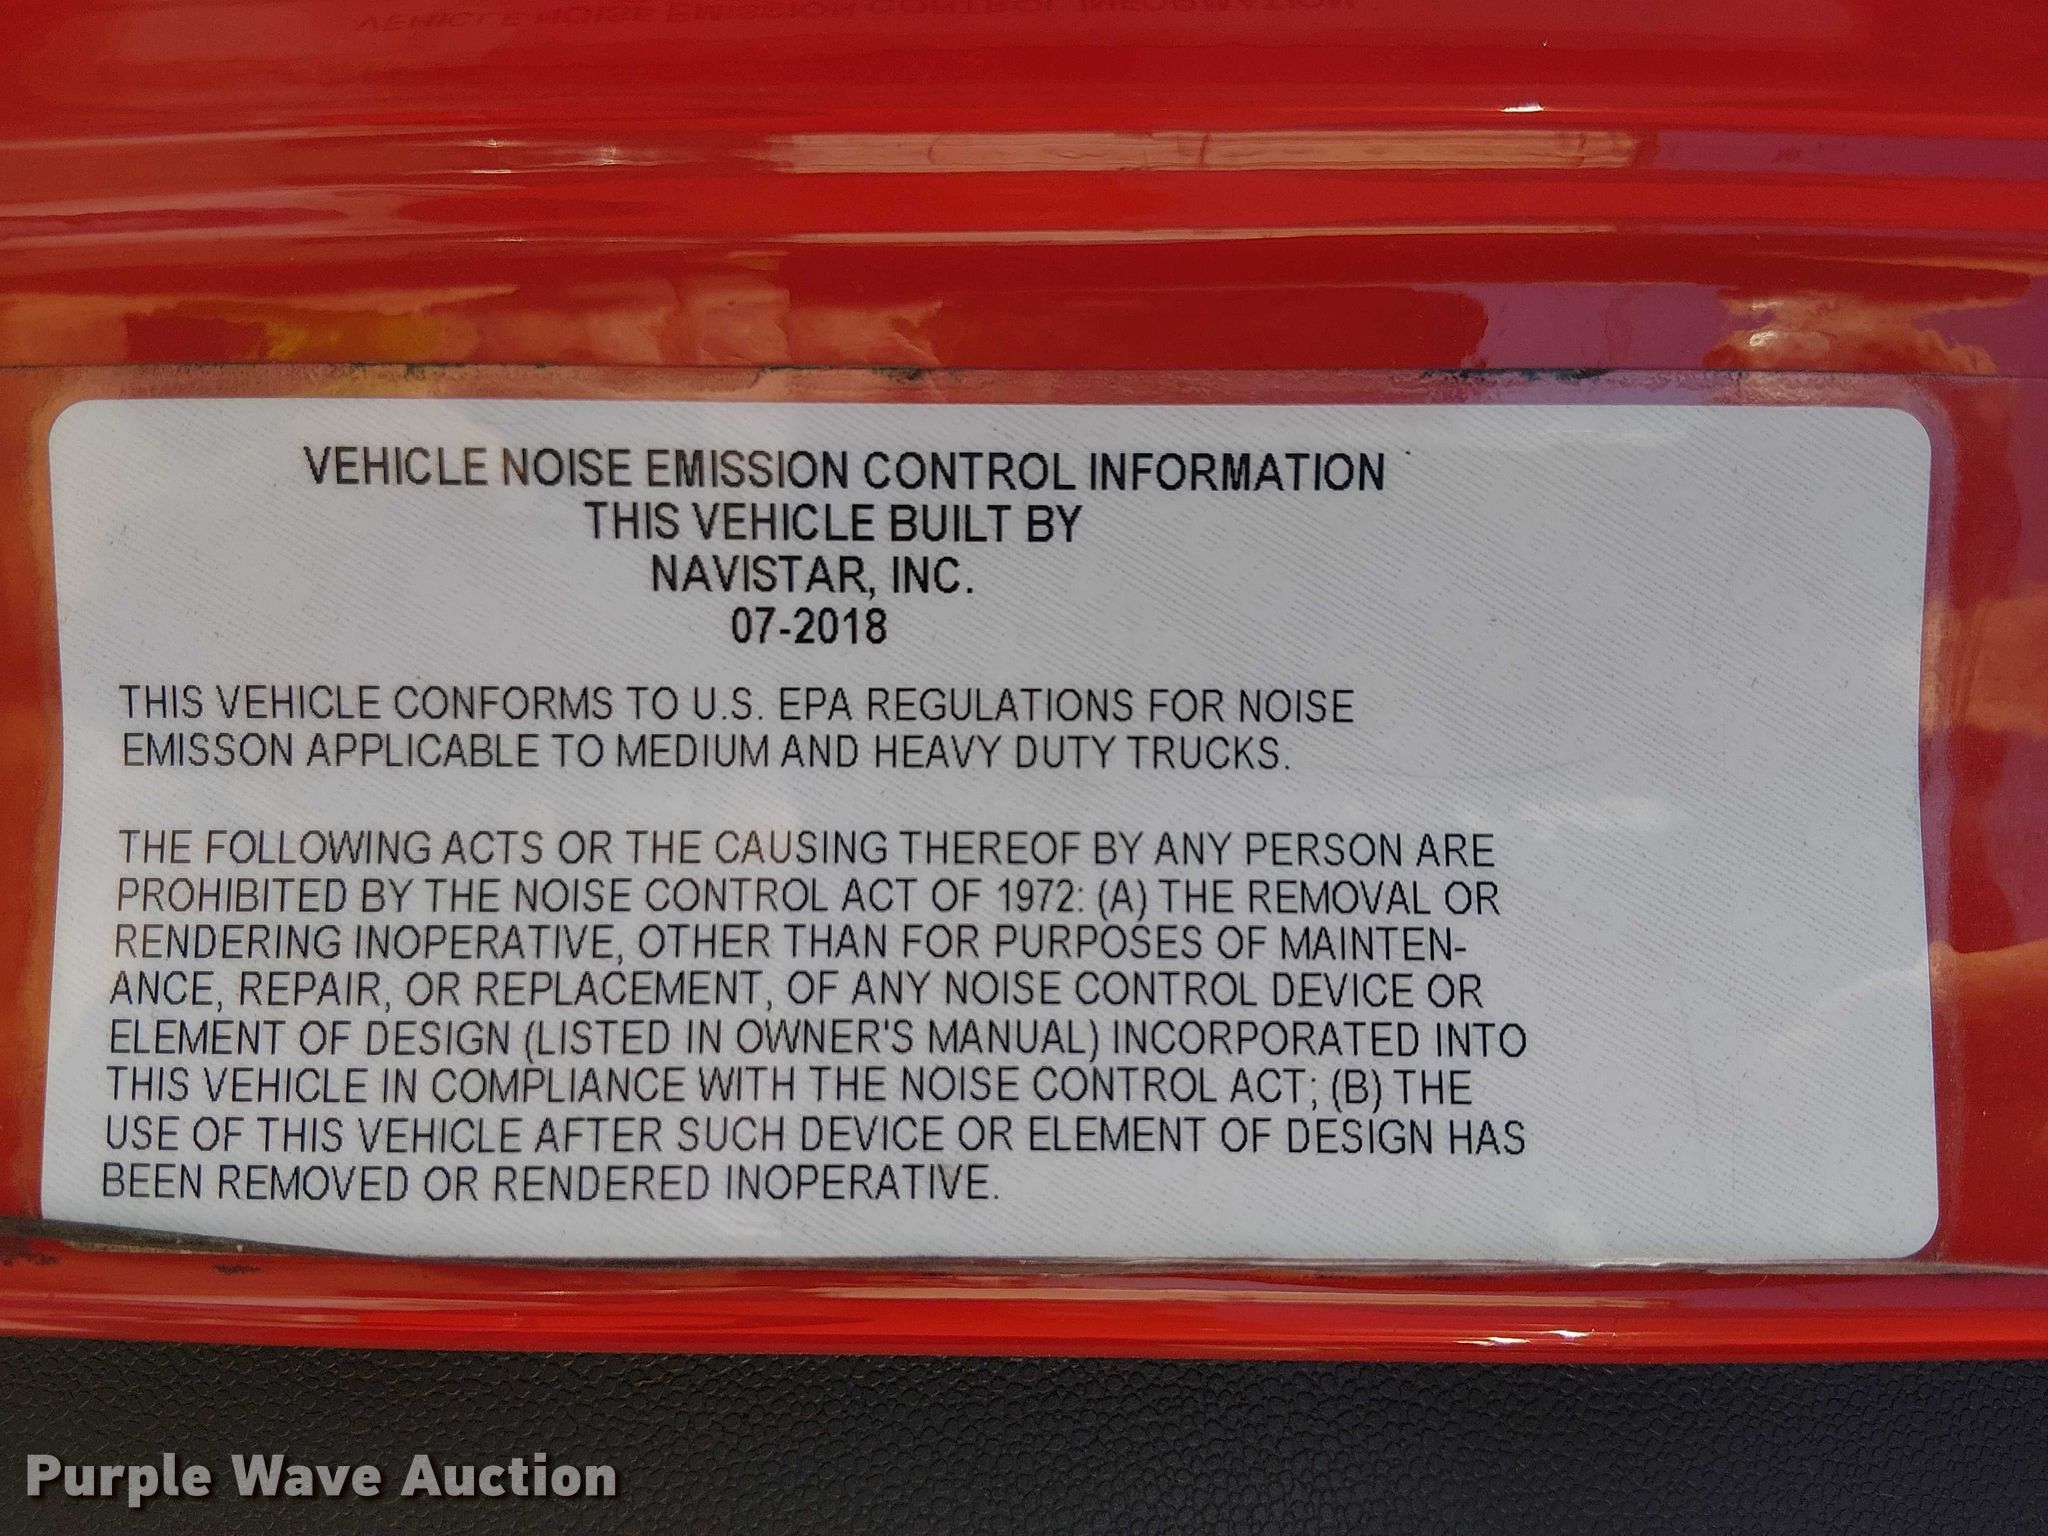 VEHICLE NOISE EMISSION CONTROL INFORMATION
VEHICLE NOISE EMISSION CONTROL INFORMATION
THIS VEHICLE BUILT BY
NAVISTAR, INC.
07-2018
THIS VEHICLE CONFORMS TO U.S. EPA REGULATIONS FOR NOISE
EMISSON APPLICABLE TO MEDIUM AND HEAVY DUTY TRUCKS.
THE FOLLOWING ACTS OR THE CAUSING THEREOF BY ANY PERSON ARE
PROHIBITED BY THE NOISE CONTROL ACT OF 1972: (A) THE REMOVAL OR
RENDERING INOPERATIVE, OTHER THAN FOR PURPOSES OF MAINTEN-
ANCE, REPAIR, OR REPLACEMENT, OF ANY NOISE CONTROL DEVICE OR
ELEMENT OF DESIGN (LISTED IN OWNER'S MANUAL) INCORPORATED INTO
THIS VEHICLE IN COMPLIANCE WITH THE NOISE CONTROL ACT; (B) THE
USE OF THIS VEHICLE AFTER SUCH DEVICE OR ELEMENT OF DESIGN HAS
BEEN REMOVED OR RENDERED INOPERATIVE.
Purple Wave Auction